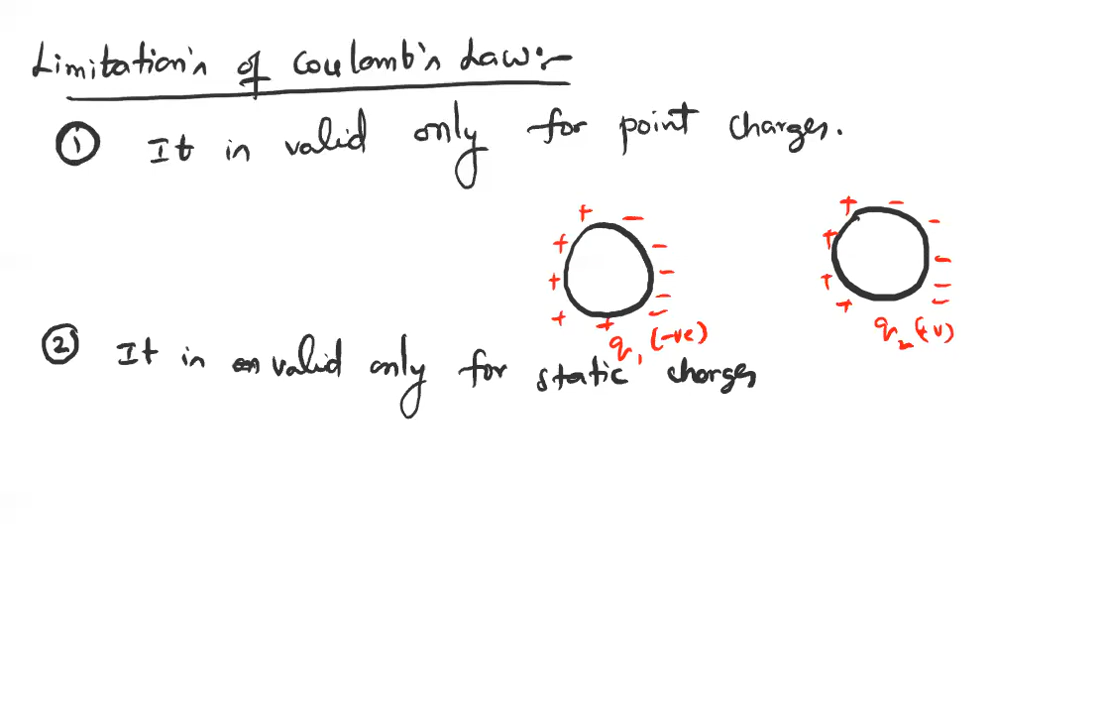 Limitation's of Coulomb's Law:-
① It is valid only for point charges.
+ - + -
+ - + -
+ - + -
+ - + -
+ - -
q₁ (-ve) q₂ (+v)
② It is valid only for static charges